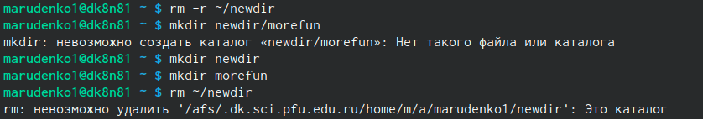 marudenko1@dk8n81 ~ $ rm -r ~/newdir
marudenko1@dk8n81 ~ $ mkdir newdir/morefun
mkdir: невозможно создать каталог «newdir/morefun»: Нет такого файла или каталога
marudenko1@dk8n81 ~ $ mkdir newdir
marudenko1@dk8n81 ~ $ mkdir morefun
marudenko1@dk8n81 ~ $ rm ~/newdir
rm: невозможно удалить '/afs/.dk.sci.pfu.edu.ru/home/m/a/marudenko1/newdir': Это каталог